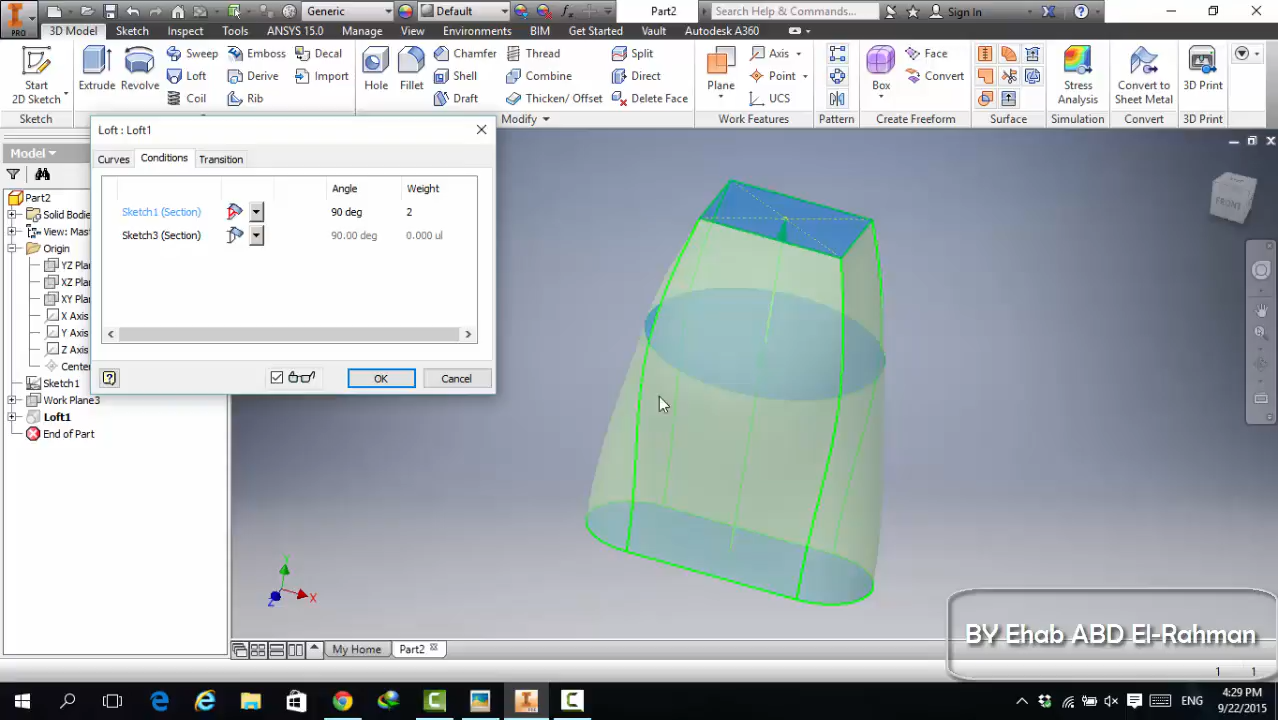 Generic
Default
Part2
Search Help & Commands...
Sign In
PRO
3D Model
Sketch
Inspect
Tools
ANSYS 15.0
Manage
View
Environments
BIM
Get Started
Vault
Autodesk A360
Start
2D Sketch
Extrude
Revolve
Sweep
Loft
Coil
Emboss
Derive
Rib
Decal
Import
Hole
Fillet
Chamfer
Shell
Draft
Thread
Combine
Thicken/ Offset
Split
Direct
Delete Face
Plane
Axis
Point
UCS
Box
Face
Convert
Stress
Analysis
Convert to
Sheet Metal
3D Print
Sketch
Modify
Work Features
Pattern
Create Freeform
Surface
Simulation
Convert
3D Print
Loft : Loft1
Curves
Conditions
Transition
Angle
Weight
Sketch1 (Section)
90 deg
2
Sketch3 (Section)
90.00 deg
0.000 ul
OK
Cancel
Model
Part2
Solid Bodie
View: Mas
Origin
YZ Plan
XZ Plan
XY Plan
X Axis
Y Axis
Z Axis
Cente
Sketch1
Work Plane3
Loft1
End of Part
FRONT
Y
X
Z
My Home
Part2
BY Ehab ABD El-Rahman
1
1
ENG
4:29 PM
9/22/2015